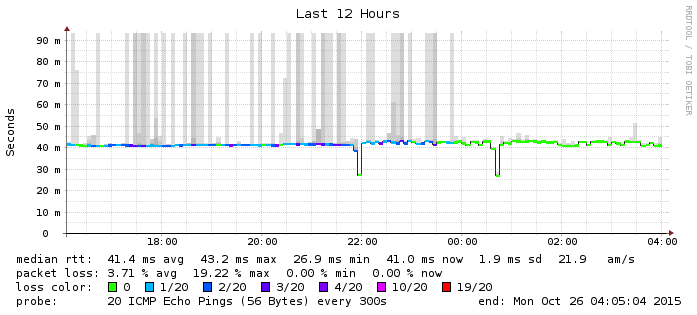 Last 12 Hours
RRDTOOL / TOBI OETIKER
Seconds
90 m
80 m
70 m
60 m
50 m
40 m
30 m
20 m
10 m
0
18:00 20:00 22:00 00:00 02:00 04:00
median rtt: 41.4 ms avg 43.2 ms max 26.9 ms min 41.0 ms now 1.9 ms sd 21.9 am/s
packet loss: 3.71 % avg 19.22 % max 0.00 % min 0.00 % now
loss color: 0 1/20 2/20 3/20 4/20 10/20 19/20
probe: 20 ICMP Echo Pings (56 Bytes) every 300s end: Mon Oct 26 04:05:04 2015